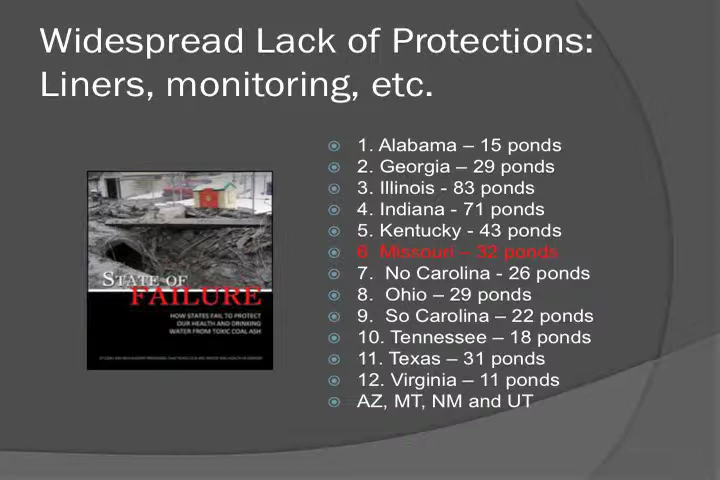 Widespread Lack of Protections:
Liners, monitoring, etc.
1. Alabama – 15 ponds
2. Georgia – 29 ponds
3. Illinois - 83 ponds
4. Indiana - 71 ponds
5. Kentucky - 43 ponds
6  Missouri – 32 ponds
7.  No Carolina - 26 ponds
8.  Ohio – 29 ponds
9.  So Carolina – 22 ponds
10. Tennessee – 18 ponds
11. Texas – 31 ponds
12. Virginia – 11 ponds
AZ, MT, NM and UT
STATE OF
FAILURE
HOW STATES FAIL TO PROTECT
OUR HEALTH AND DRINKING
WATER FROM TOXIC COAL ASH